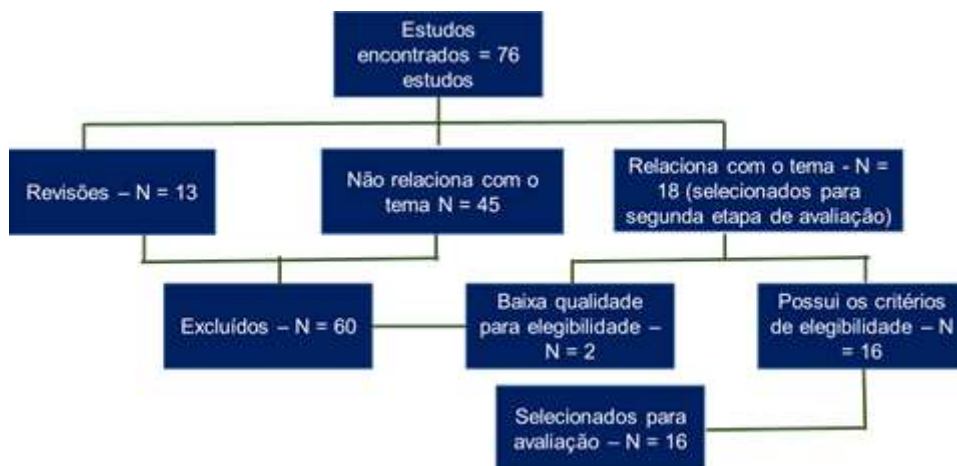 Estudos
encontrados = 76
estudos
Revisões – N = 13
Não relaciona com o
tema N = 45
Relaciona com o tema - N =
18 (selecionados para
segunda etapa de avaliação)
Excluídos – N = 60
Baixa qualidade
para elegibilidade –
N = 2
Possui os critérios
de elegibilidade – N
= 16
Selecionados para
avaliação – N = 16